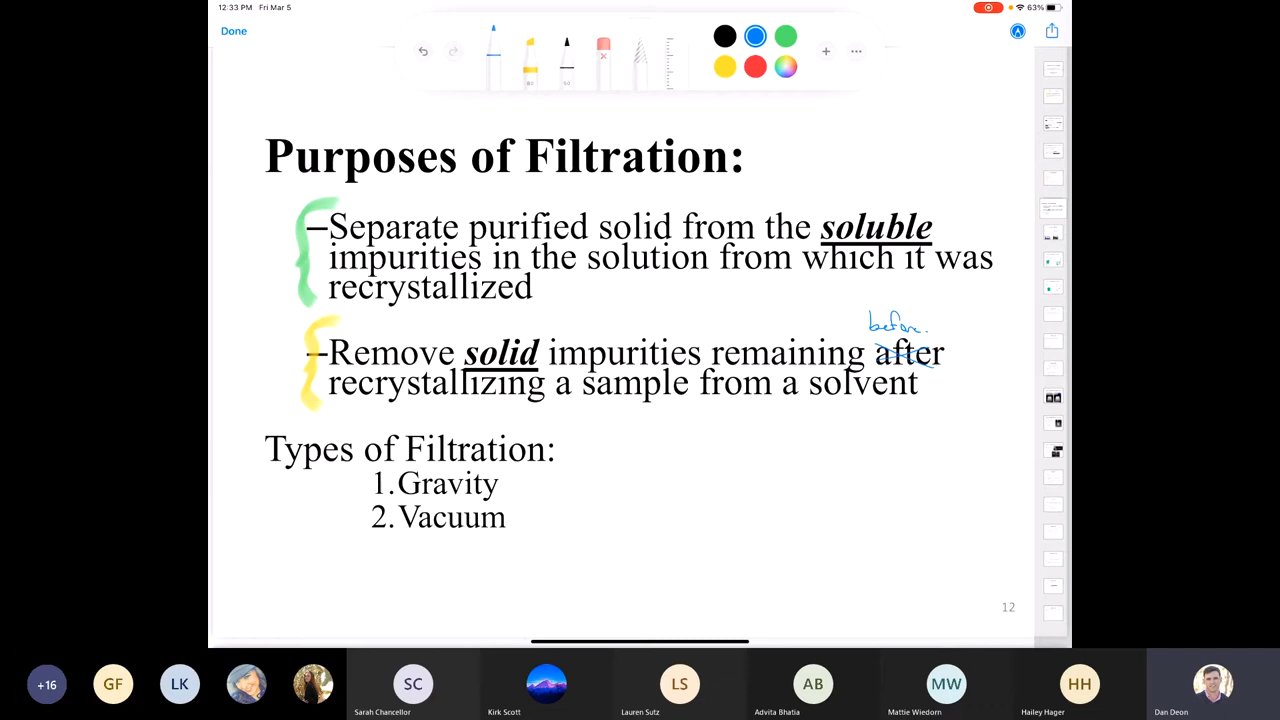 12:33 PM Fri Mar 5
63%
Done
Purposes of Filtration:
–Separate purified solid from the soluble
impurities in the solution from which it was
recrystallized
before.
–Remove solid impurities remaining after
recrystallizing a sample from a solvent
Types of Filtration:
1.Gravity
2.Vacuum
12
+16
GF
LK
SC
LS
AB
MW
HH
Sarah Chancellor
Kirk Scott
Lauren Sutz
Advita Bhatia
Mattie Wiedorn
Hailey Hager
Dan Deon